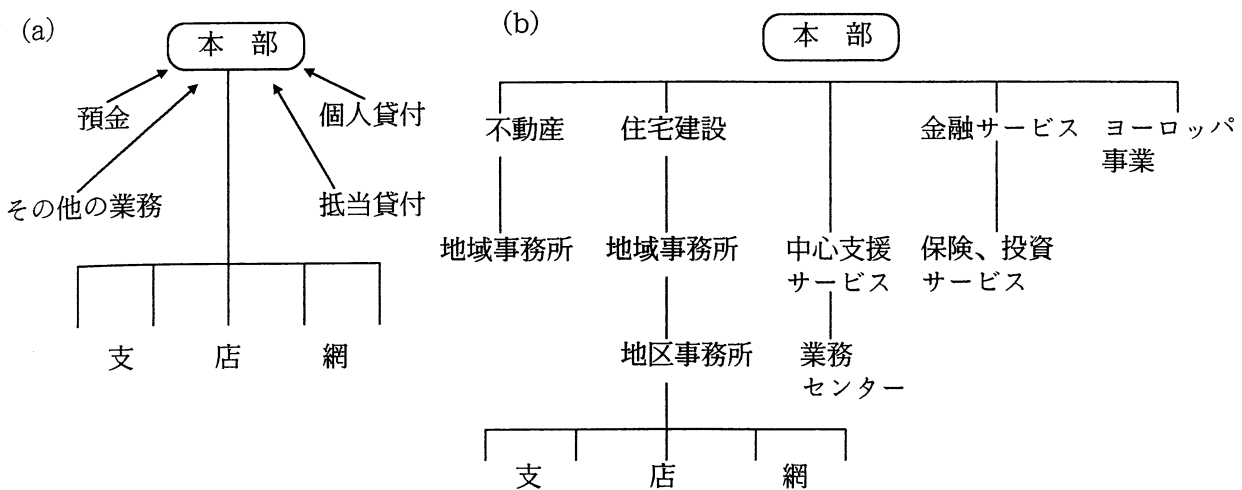 (a)
本 部
預金
個人貸付
その他の業務
抵当貸付
支 店 網
(b)
本 部
不動産
住宅建設
金融サービス
ヨーロッパ
事業
地域事務所
地域事務所
中心支援
サービス
保険、投資
サービス
地区事務所
業務
センター
支 店 網